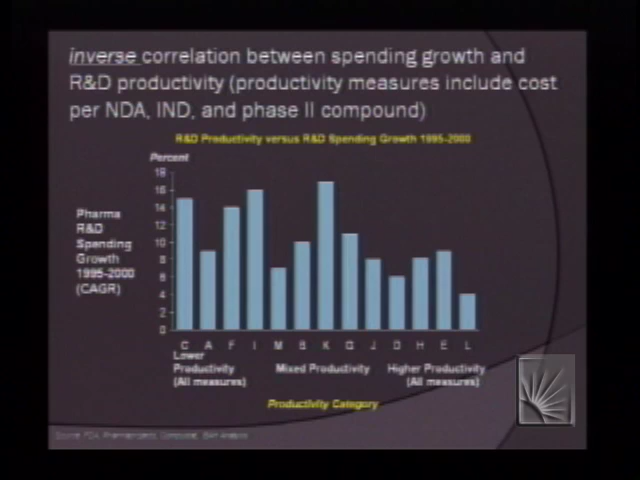 inverse correlation between spending growth and
R&D productivity (productivity measures include cost
per NDA, IND, and phase II compound)
R&D Productivity versus R&D Spending Growth 1995-2000
Percent
18
16
14
12
10
8
6
4
2
0
Pharma
R&D
Spending
Growth
1995-2000
(CAGR)
C A F I M B K G J D H E L
Lower
Productivity
(All measures)
Mixed Productivity
Higher Productivity
(All measures)
Productivity Category